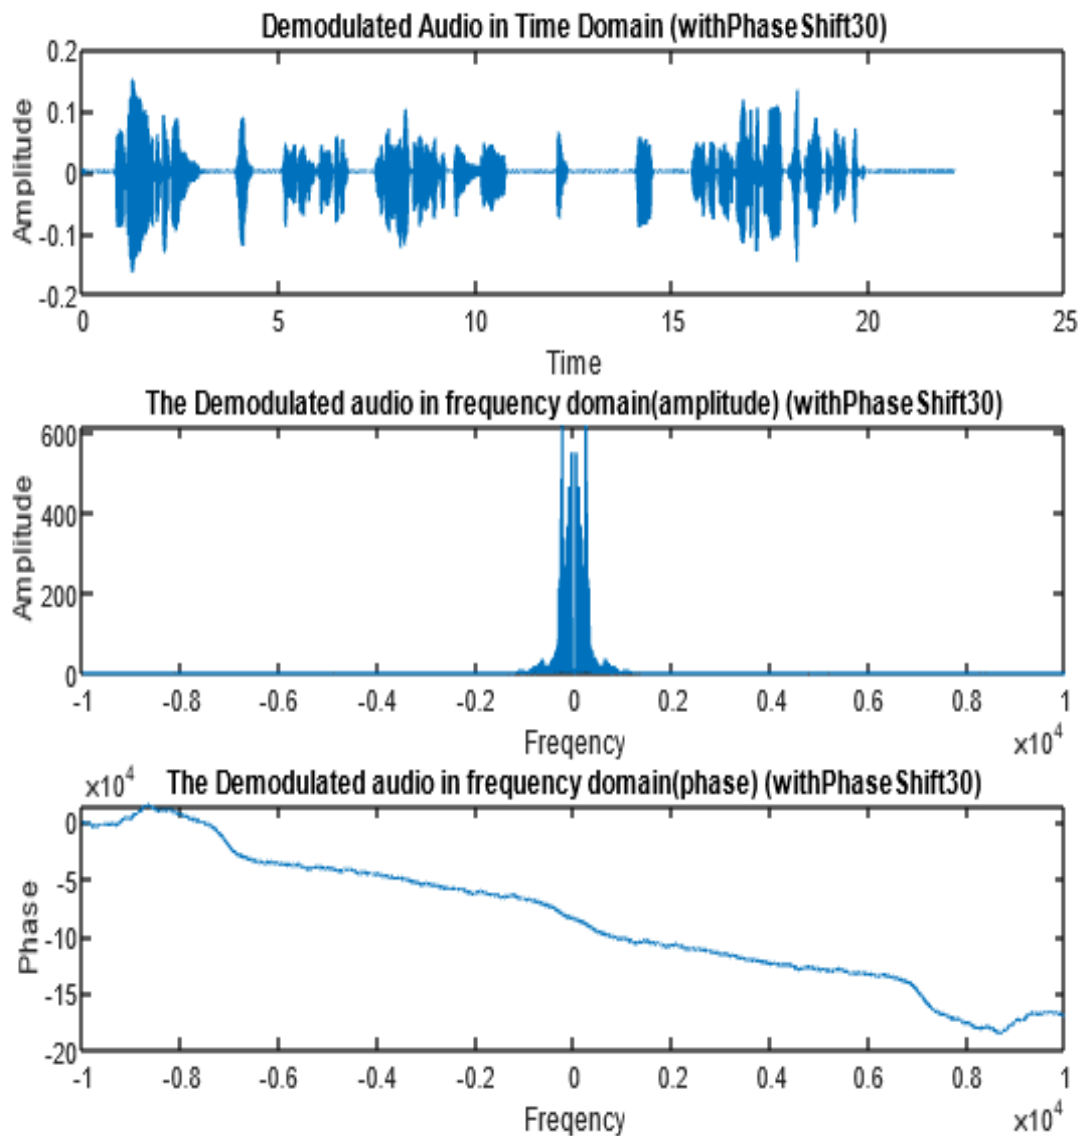 Demodulated Audio in Time Domain (withPhaseShift30)
0.2
0.1
0
-0.1
-0.2
Amplitude
0 5 10 15 20 25
Time
The Demodulated audio in frequency domain(amplitude) (withPhaseShift30)
600
400
200
0
Amplitude
-1 -0.8 -0.6 -0.4 -0.2 0 0.2 0.4 0.6 0.8 1
Freqency
×10^4
×10^4
The Demodulated audio in frequency domain(phase) (withPhaseShift30)
0
-5
-10
-15
-20
Phase
-1 -0.8 -0.6 -0.4 -0.2 0 0.2 0.4 0.6 0.8 1
Freqency
×10^4